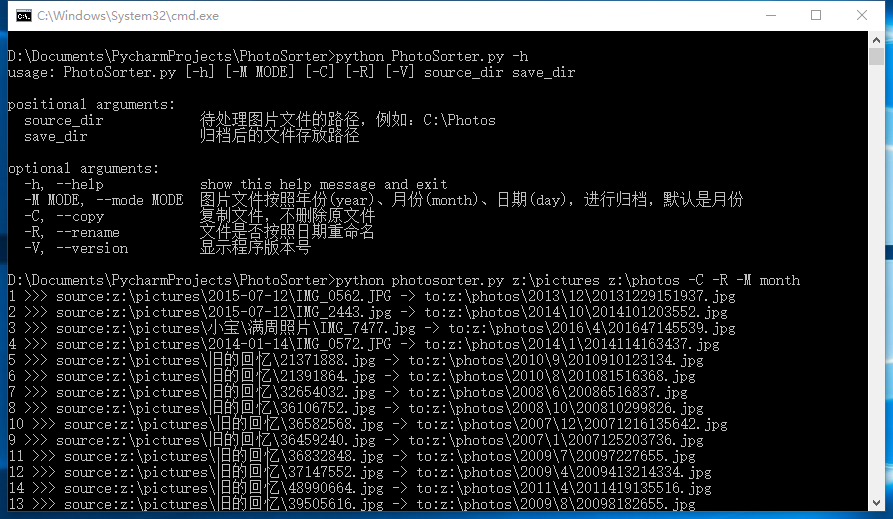 C:\Windows\System32\cmd.exe
D:\Documents\PycharmProjects\PhotoSorter>python PhotoSorter.py -h
usage: PhotoSorter.py [-h] [-M MODE] [-C] [-R] [-V] source_dir save_dir
positional arguments:
  source_dir            待处理图片文件的路径，例如：C:\Photos
  save_dir              归档后的文件存放路径
optional arguments:
  -h, --help            show this help message and exit
  -M MODE, --mode MODE  图片文件按照年份(year)、月份(month)、日期(day)，进行归档，默认是月份
  -C, --copy            复制文件，不删除原文件
  -R, --rename          文件是否按照日期重命名
  -V, --version         显示程序版本号
D:\Documents\PycharmProjects\PhotoSorter>python photosorter.py z:\pictures z:\photos -C -R -M month
1 >>> source:z:\pictures\2015-07-12\IMG_0562.JPG -> to:z:\photos\2013\12\20131229151937.jpg
2 >>> source:z:\pictures\2015-07-12\IMG_2443.jpg -> to:z:\photos\2014\10\2014101203552.jpg
3 >>> source:z:\pictures\小宝\满周照片\IMG_7477.jpg -> to:z:\photos\2016\4\201647145539.jpg
4 >>> source:z:\pictures\2014-01-14\IMG_0572.JPG -> to:z:\photos\2014\1\2014114163437.jpg
5 >>> source:z:\pictures\旧的回忆\21371888.jpg -> to:z:\photos\2010\9\2010910123134.jpg
6 >>> source:z:\pictures\旧的回忆\21391864.jpg -> to:z:\photos\2010\8\201081516368.jpg
7 >>> source:z:\pictures\旧的回忆\32654032.jpg -> to:z:\photos\2008\6\20086516837.jpg
8 >>> source:z:\pictures\旧的回忆\36106752.jpg -> to:z:\photos\2008\10\200810299826.jpg
10 >>> source:z:\pictures\旧的回忆\36582568.jpg -> to:z:\photos\2007\12\20071216135642.jpg
9 >>> source:z:\pictures\旧的回忆\36459240.jpg -> to:z:\photos\2007\1\2007125203736.jpg
11 >>> source:z:\pictures\旧的回忆\36832848.jpg -> to:z:\photos\2009\7\20097227655.jpg
12 >>> source:z:\pictures\旧的回忆\37147552.jpg -> to:z:\photos\2009\4\2009413214334.jpg
14 >>> source:z:\pictures\旧的回忆\48990664.jpg -> to:z:\photos\2011\4\2011419135516.jpg
13 >>> source:z:\pictures\旧的回忆\39505616.jpg -> to:z:\photos\2009\8\20098182655.jpg